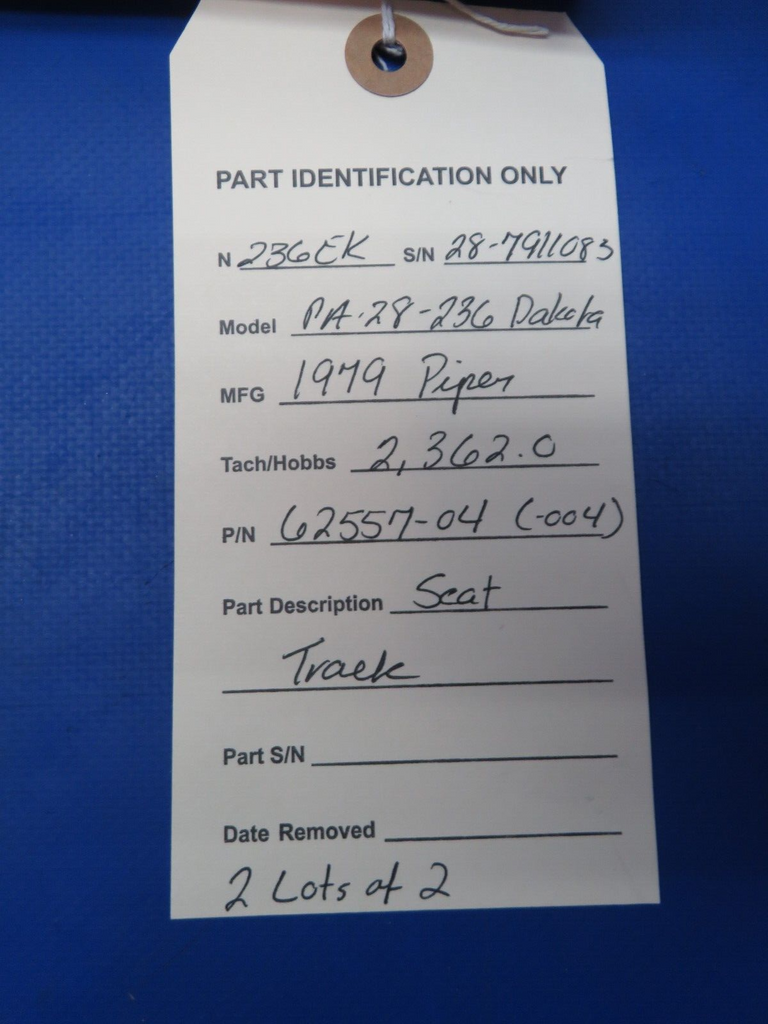 PART IDENTIFICATION ONLY
N 236EK S/N 28-7911083
Model PA-28-236 Dakota
MFG 1979 Piper
Tach/Hobbs 2,362.0
P/N 62557-04 (-004)
Part Description Seat
Track
Part S/N
Date Removed
2 Lots of 2